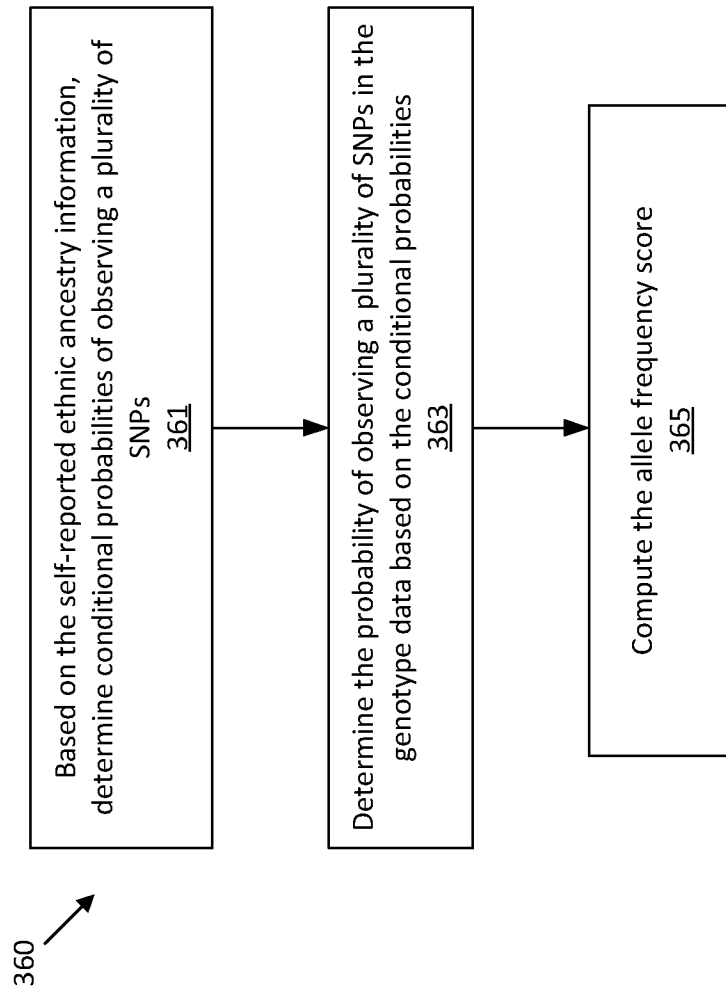 360
Based on the self-reported ethnic ancestry information,
determine conditional probabilities of observing a plurality of
SNPs
361
Determine the probability of observing a plurality of SNPs in the
genotype data based on the conditional probabilities
363
Compute the allele frequency score
365